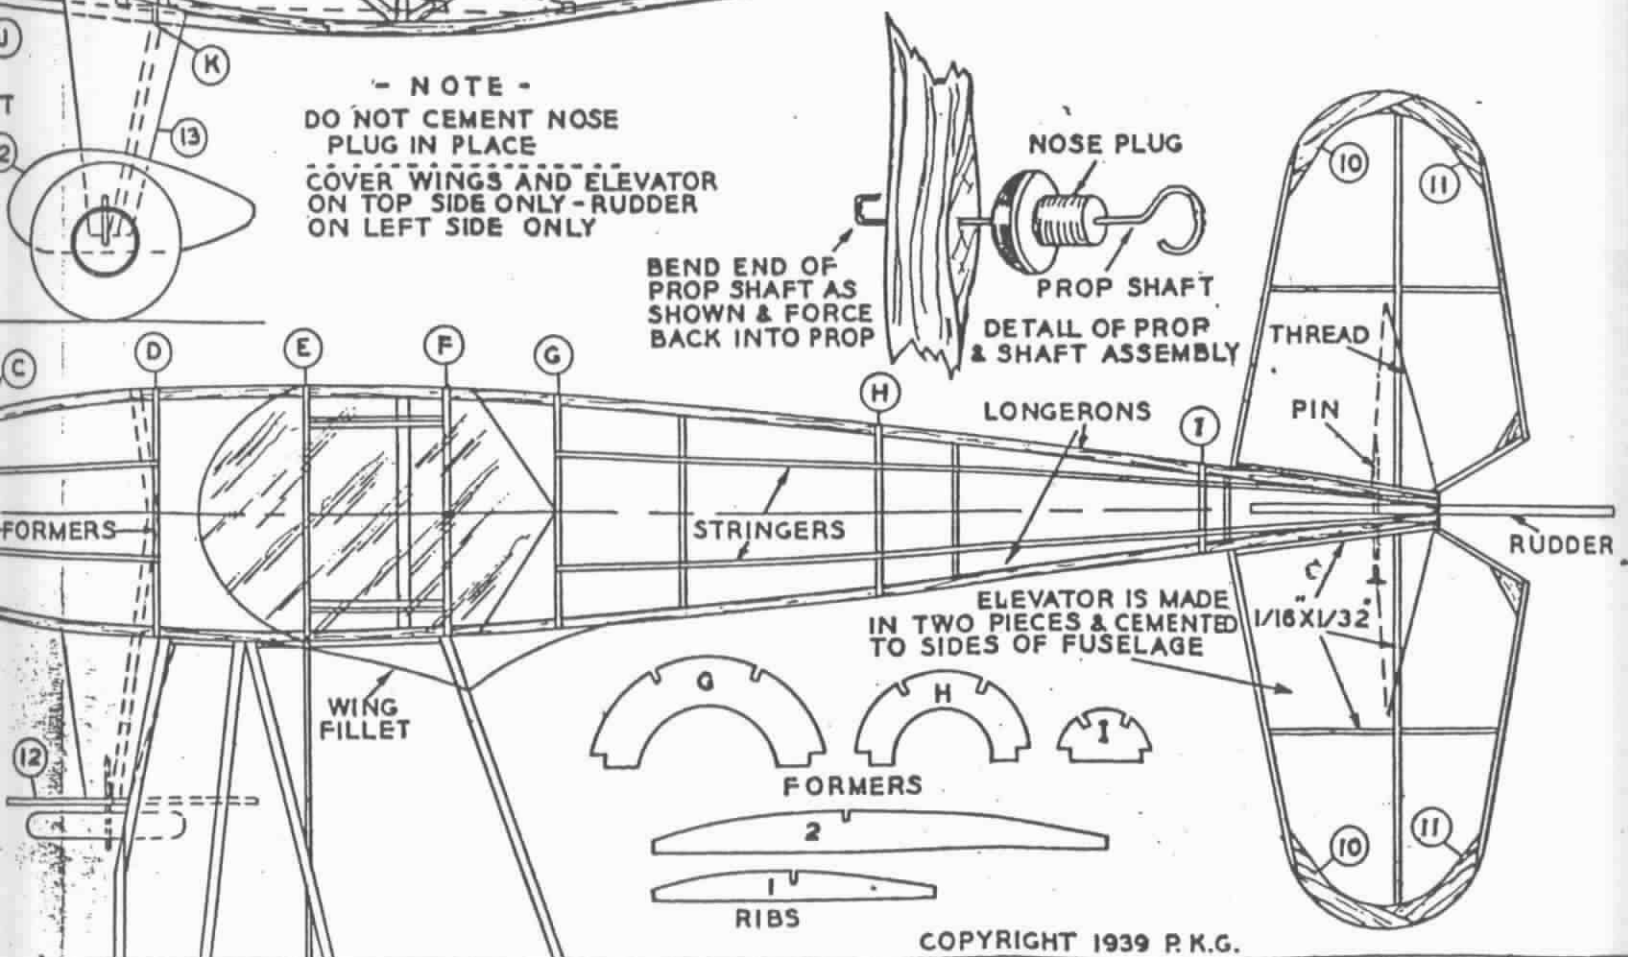 J
K
T
- NOTE -
DO NOT CEMENT NOSE
PLUG IN PLACE
COVER WINGS AND ELEVATOR
ON TOP SIDE ONLY - RUDDER
ON LEFT SIDE ONLY
13
2
NOSE PLUG
PROP SHAFT
BEND END OF
PROP SHAFT AS
SHOWN & FORCE
BACK INTO PROP
DETAIL OF PROP
& SHAFT ASSEMBLY
10
11
THREAD
PIN
C
D
E
F
G
H
I
LONGERONS
FORMERS
STRINGERS
RUDDER
ELEVATOR IS MADE
IN TWO PIECES & CEMENTED
TO SIDES OF FUSELAGE
1/16"X1/32"
WING
FILLET
12
G
H
I
FORMERS
2
1
RIBS
10
11
COPYRIGHT 1939 P.K.G.